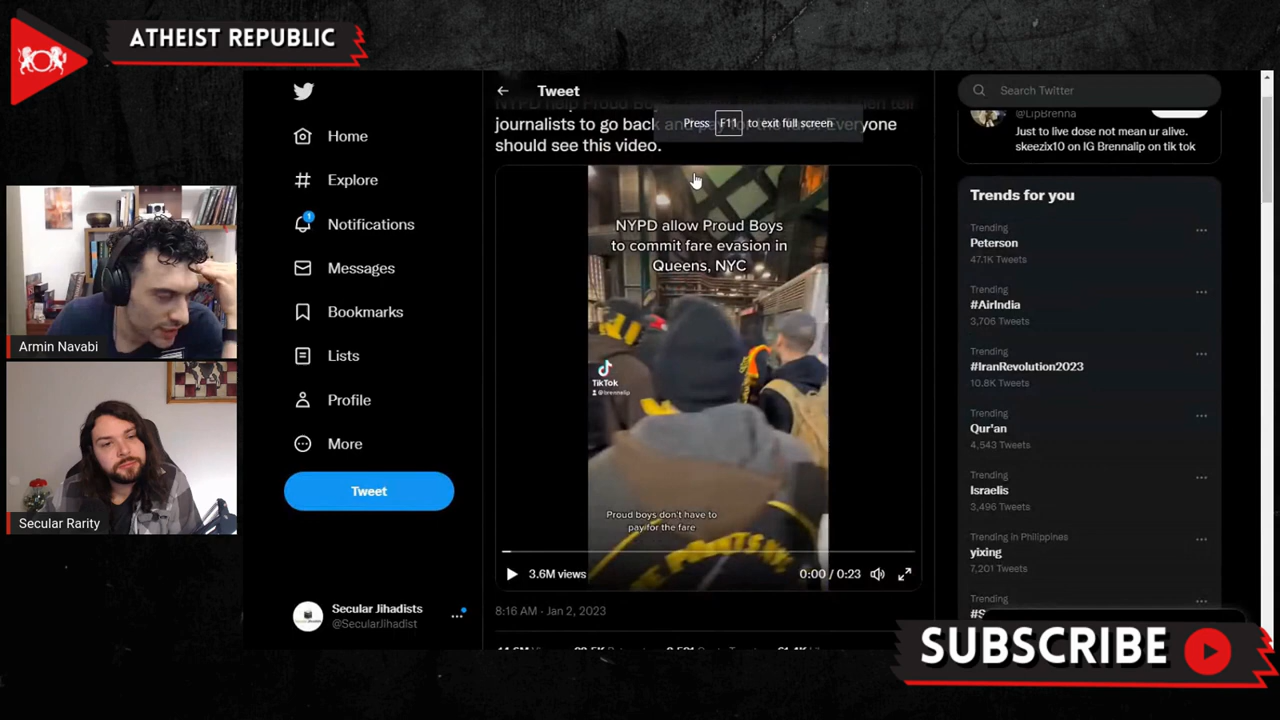 ATHEIST REPUBLIC
Armin Navabi
Secular Rarity
Home
Explore
1
Notifications
Messages
Bookmarks
Lists
Profile
More
Tweet
Secular Jihadists
@SecularJihadist
Tweet
journalists to go back
Everyone
should see this video.
Press F11 to exit full screen
NYPD allow Proud Boys
to commit fare evasion in
Queens, NYC
TikTok
@brennalip
Proud boys don't have to
pay for the fare
3.6M views
0:00 / 0:23
8:16 AM · Jan 2, 2023
Search Twitter
@LipBrenna
Just to live dose not mean ur alive.
skeezix10 on IG Brennalip on tik tok
Trends for you
Trending
Peterson
47.1K Tweets
Trending
#AirIndia
3,706 Tweets
Trending
#IranRevolution2023
10.8K Tweets
Trending
Qur'an
4,543 Tweets
Trending
Israelis
3,496 Tweets
Trending in Philippines
yixing
7,201 Tweets
Trending
SUBSCRIBE